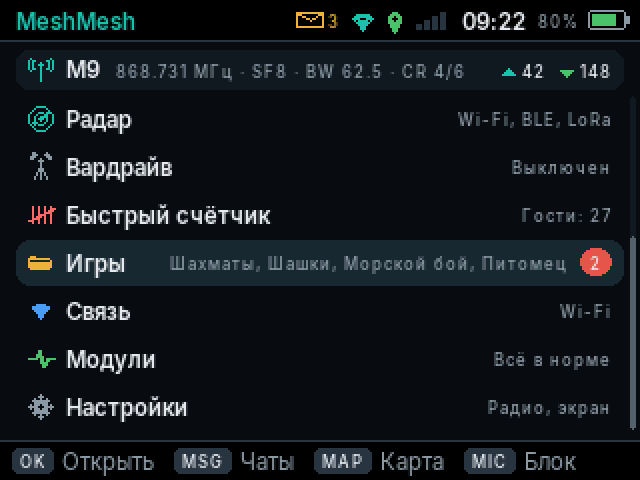 MeshMesh 3 09:22 80%
M9 868.731 МГц · SF8 · BW 62.5 · CR 4/6 42 148
Радар Wi-Fi, BLE, LoRa
Вардрайв Выключен
Быстрый счётчик Гости: 27
Игры Шахматы, Шашки, Морской бой, Питомец 2
Связь Wi-Fi
Модули Всё в норме
Настройки Радио, экран
OK Открыть MSG Чаты MAP Карта MIC Блок